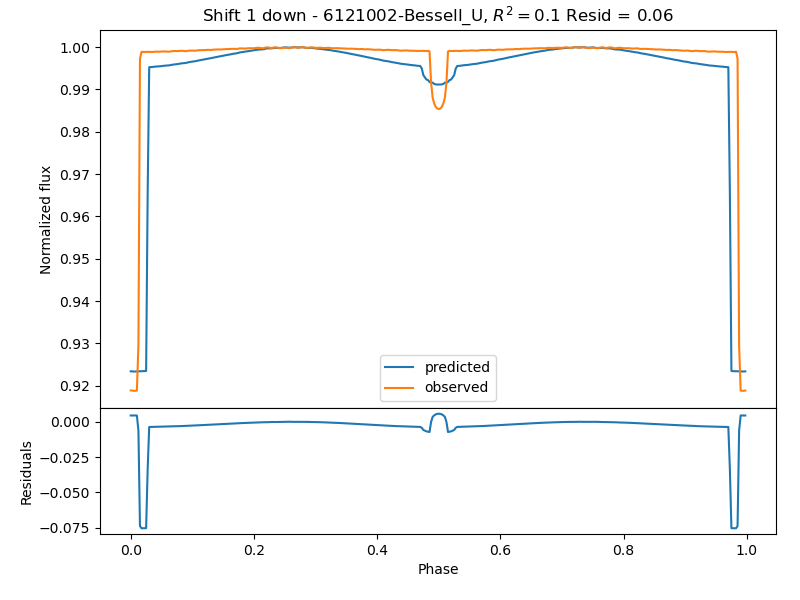 Shift 1 down - 6121002-Bessell_U, $R^2 = 0.1$ Resid = 0.06
Normalized flux
1.00
0.99
0.98
0.97
0.96
0.95
0.94
0.93
0.92
predicted
observed
Residuals
0.000
−0.025
−0.050
−0.075
0.0 0.2 0.4 0.6 0.8 1.0
Phase